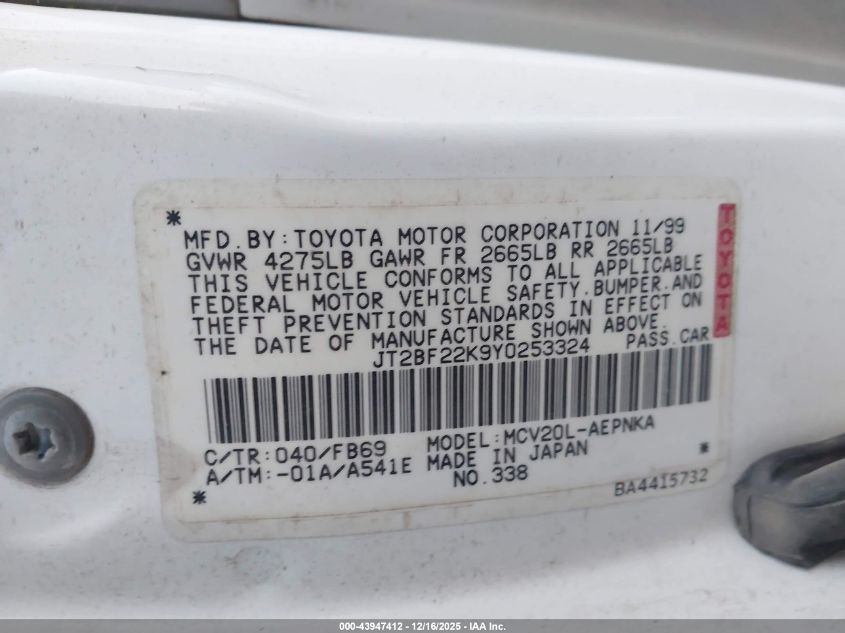 MFD. BY: TOYOTA MOTOR CORPORATION 11/99
GVWR 4275LB GAWR FR 2665LB RR 2665LB
THIS VEHICLE CONFORMS TO ALL APPLICABLE
FEDERAL MOTOR VEHICLE SAFETY, BUMPER, AND
THEFT PREVENTION STANDARDS IN EFFECT ON
THE DATE OF MANUFACTURE SHOWN ABOVE.
JT2BF22K9Y0253324 PASS. CAR
TOYOTA
C/TR: 040/FB69 MODEL: MCV20L-AEPNKA
A/TM: -01A/A541E MADE IN JAPAN
NO. 338
BA4415732
000-43947412 - 12/16/2025 - IAA Inc.